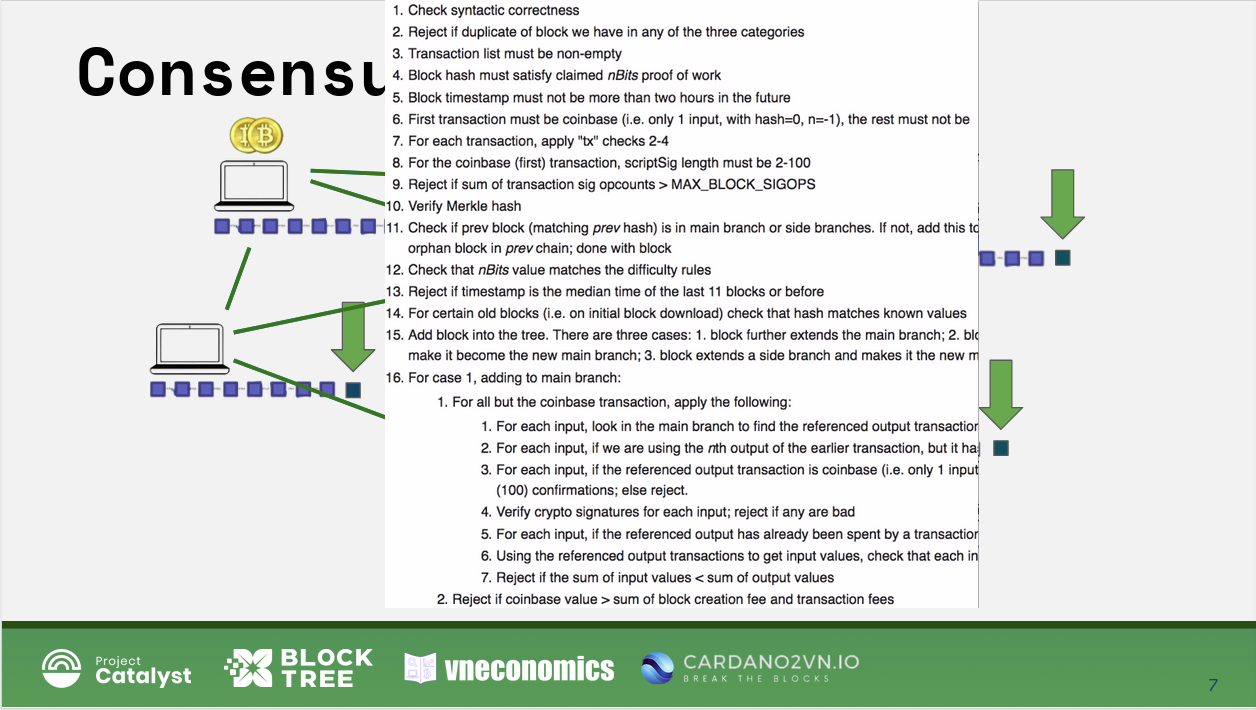 Consensu
1. Check syntactic correctness
2. Reject if duplicate of block we have in any of the three categories
3. Transaction list must be non-empty
4. Block hash must satisfy claimed nBits proof of work
5. Block timestamp must not be more than two hours in the future
6. First transaction must be coinbase (i.e. only 1 input, with hash=0, n=-1), the rest must not be
7. For each transaction, apply "tx" checks 2-4
8. For the coinbase (first) transaction, scriptSig length must be 2-100
9. Reject if sum of transaction sig opcounts > MAX_BLOCK_SIGOPS
10. Verify Merkle hash
11. Check if prev block (matching prev hash) is in main branch or side branches. If not, add this to
orphan block in prev chain; done with block
12. Check that nBits value matches the difficulty rules
13. Reject if timestamp is the median time of the last 11 blocks or before
14. For certain old blocks (i.e. on initial block download) check that hash matches known values
15. Add block into the tree. There are three cases: 1. block further extends the main branch; 2. blo
make it become the new main branch; 3. block extends a side branch and makes it the new m
16. For case 1, adding to main branch:
1. For all but the coinbase transaction, apply the following:
1. For each input, look in the main branch to find the referenced output transaction
2. For each input, if we are using the nth output of the earlier transaction, but it has
3. For each input, if the referenced output transaction is coinbase (i.e. only 1 input
(100) confirmations; else reject.
4. Verify crypto signatures for each input; reject if any are bad
5. For each input, if the referenced output has already been spent by a transaction
6. Using the referenced output transactions to get input values, check that each in
7. Reject if the sum of input values < sum of output values
2. Reject if coinbase value > sum of block creation fee and transaction fees
Project
Catalyst
BLOCK
TREE
vneconomics
CARDANO2VN.IO
BREAK THE BLOCKS
7